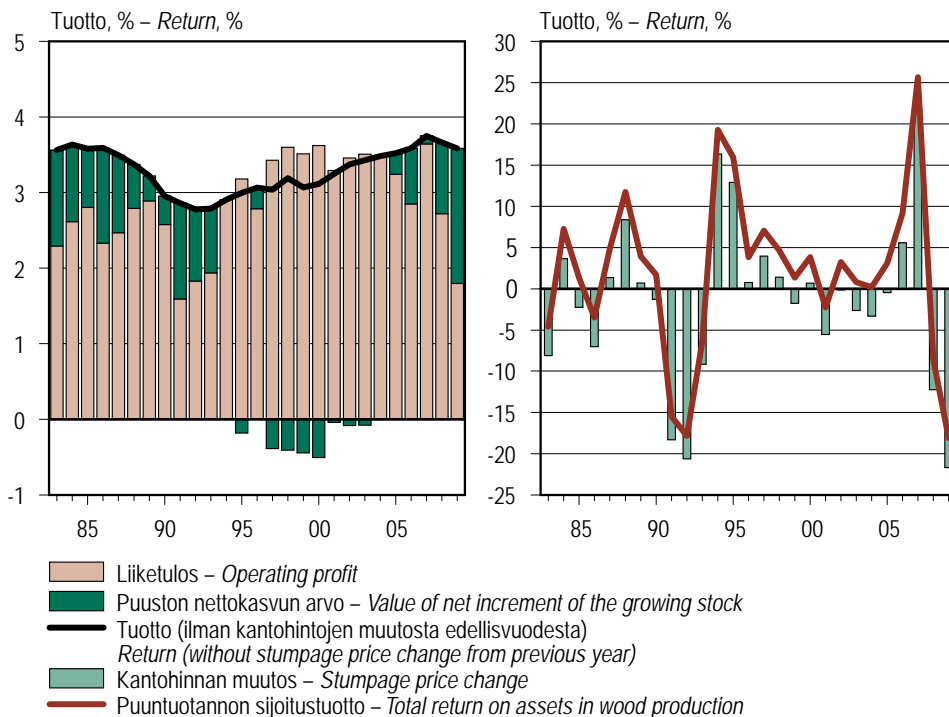 Tuotto, % – Return, %
5
4
3
2
1
0
-1
85 90 95 00 05
Tuotto, % – Return, %
30
25
20
15
10
5
0
-5
-10
-15
-20
-25
85 90 95 00 05
Liiketulos – Operating profit
Puuston nettokasvun arvo – Value of net increment of the growing stock
Tuotto (ilman kantohintojen muutosta edellisvuodesta)
Return (without stumpage price change from previous year)
Kantohinnan muutos – Stumpage price change
Puuntuotannon sijoitustuotto – Total return on assets in wood production